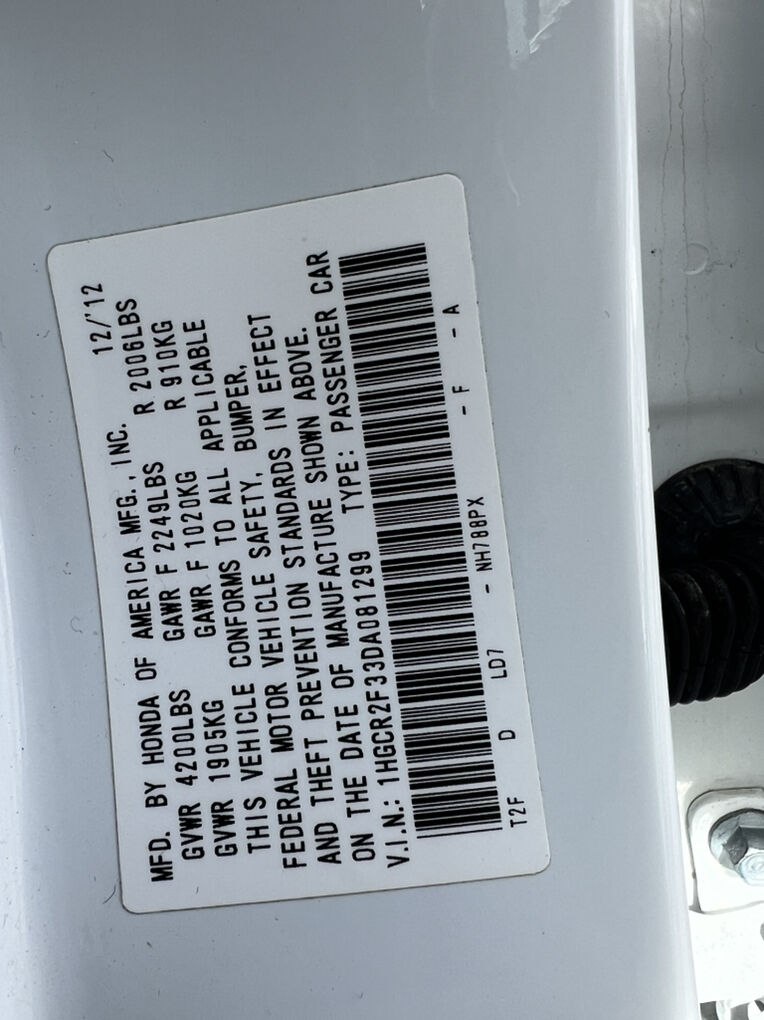 MFD. BY HONDA OF AMERICA MFG., INC. 12/'12
GVWR 4200LBS GAWR F 2249LBS R 2006LBS
GVWR 1905KG GAWR F 1020KG R 910KG
THIS VEHICLE CONFORMS TO ALL APPLICABLE
FEDERAL MOTOR VEHICLE SAFETY, BUMPER,
AND THEFT PREVENTION STANDARDS IN EFFECT
ON THE DATE OF MANUFACTURE SHOWN ABOVE.
V.I.N.: 1HGCR2F33DA081299 TYPE: PASSENGER CAR
T2F D LD7 - NH788PX - F - A